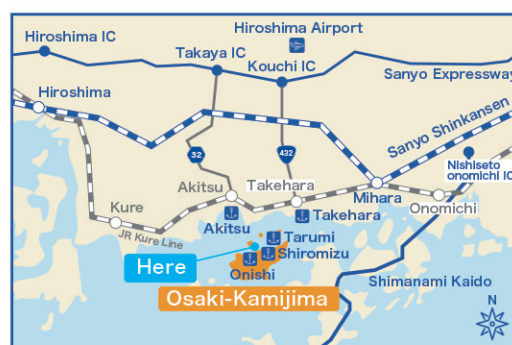 Hiroshima IC
Hiroshima Airport
Takaya IC
Kouchi IC
Sanyo Expressway
Hiroshima
Sanyo Shinkansen
Nishiseto
onomichi IC
32
432
Akitsu
Takehara
Mihara
Onomichi
Kure
JR Kure Line
Akitsu
Takehara
Tarumi
Shiromizu
Here
Onishi
Shimanami Kaido
Osaki-Kamijima
N